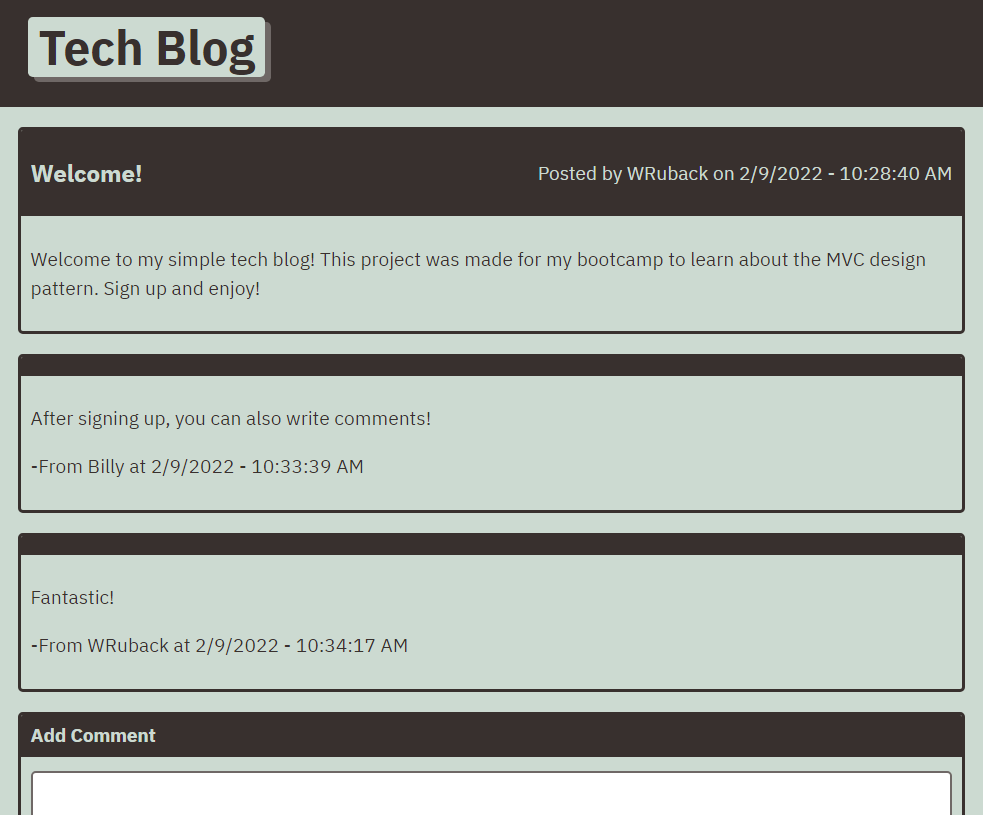 Tech Blog
Welcome!
Posted by WRuback on 2/9/2022 - 10:28:40 AM
Welcome to my simple tech blog! This project was made for my bootcamp to learn about the MVC design
pattern. Sign up and enjoy!
After signing up, you can also write comments!
-From Billy at 2/9/2022 - 10:33:39 AM
Fantastic!
-From WRuback at 2/9/2022 - 10:34:17 AM
Add Comment